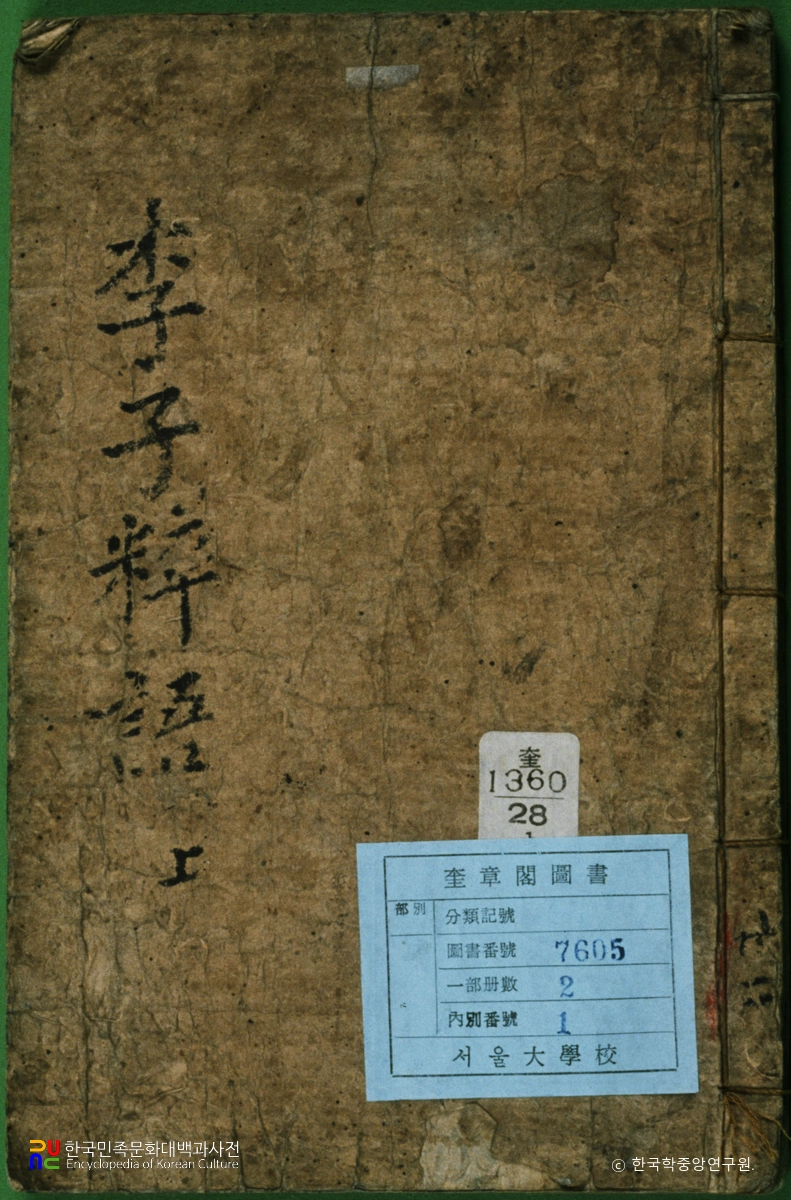 李子粹語
上
奎
1360
28
1
奎章閣圖書
部別
分類記號
圖書番號 7605
一部册數 2
內別番號 1
서울大學校
한국민족문화대백과사전
Encyclopedia of Korean Culture
© 한국학중앙연구원.